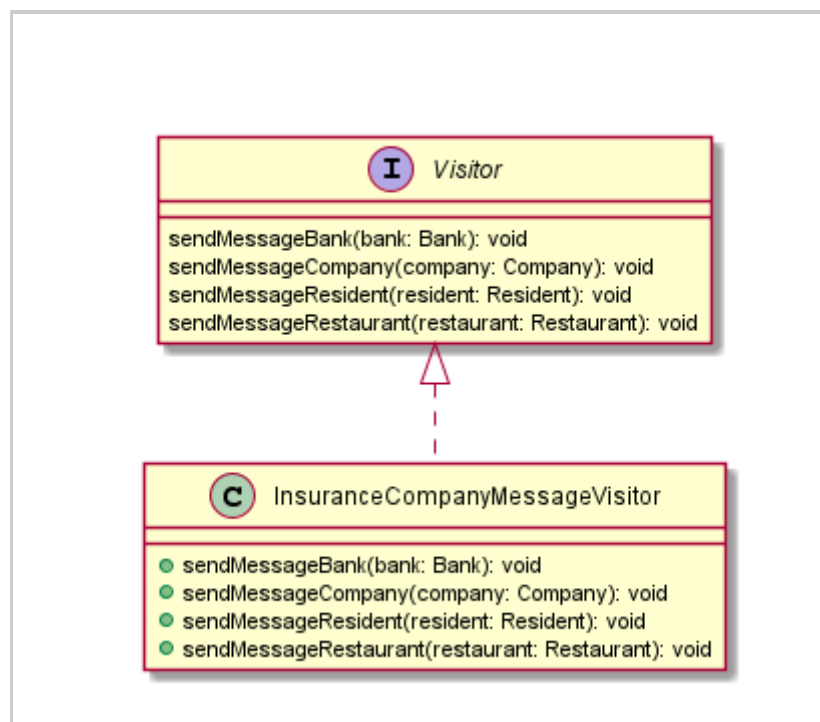 I Visitor
sendMessageBank(bank: Bank): void
sendMessageCompany(company: Company): void
sendMessageResident(resident: Resident): void
sendMessageRestaurant(restaurant: Restaurant): void
C InsuranceCompanyMessageVisitor
sendMessageBank(bank: Bank): void
sendMessageCompany(company: Company): void
sendMessageResident(resident: Resident): void
sendMessageRestaurant(restaurant: Restaurant): void